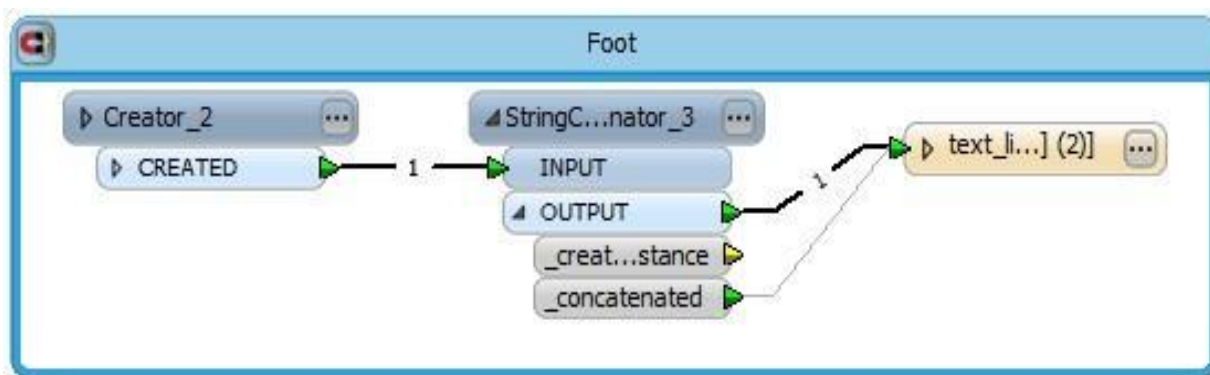 Foot
Creator_2 ...
StringC...nator_3 ...
CREATED
1
INPUT
text_li...] (2)] ...
OUTPUT
1
_creat...stance
_concatenated